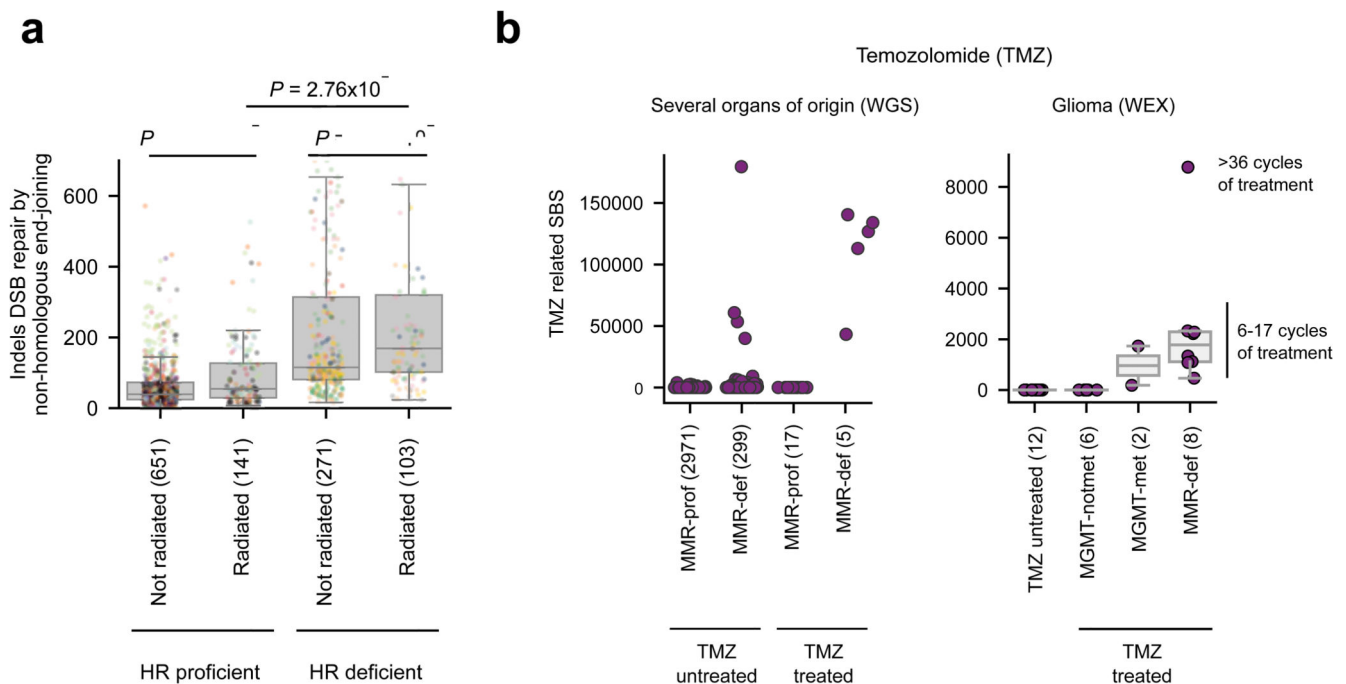 a
P = 2.76x10⁻
P
P
Indels DSB repair by
non-homologous end-joining
600
400
200
0
Not radiated (651)
Radiated (141)
Not radiated (271)
Radiated (103)
HR proficient
HR deficient
b
Temozolomide (TMZ)
Several organs of origin (WGS)
TMZ related SBS
150000
100000
50000
0
MMR-prof (2971)
MMR-def (299)
MMR-prof (17)
MMR-def (5)
TMZ
untreated
TMZ
treated
Glioma (WEX)
8000
6000
4000
2000
0
>36 cycles
of treatment
6-17 cycles
of treatment
TMZ untreated (12)
MGMT-notmet (6)
MGMT-met (2)
MMR-def (8)
TMZ
treated